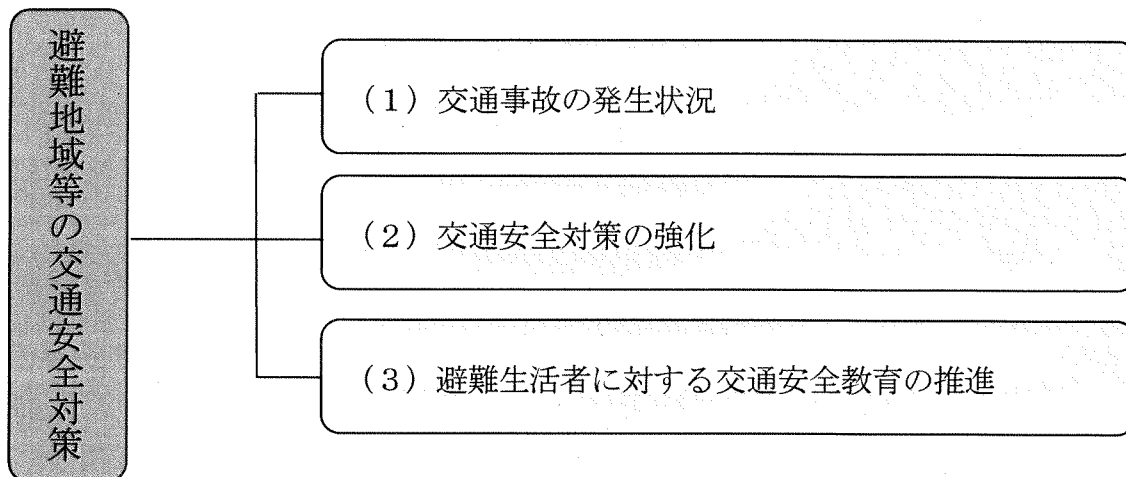 避難地域等の交通安全対策
(1) 交通事故の発生状況
(2) 交通安全対策の強化
(3) 避難生活者に対する交通安全教育の推進